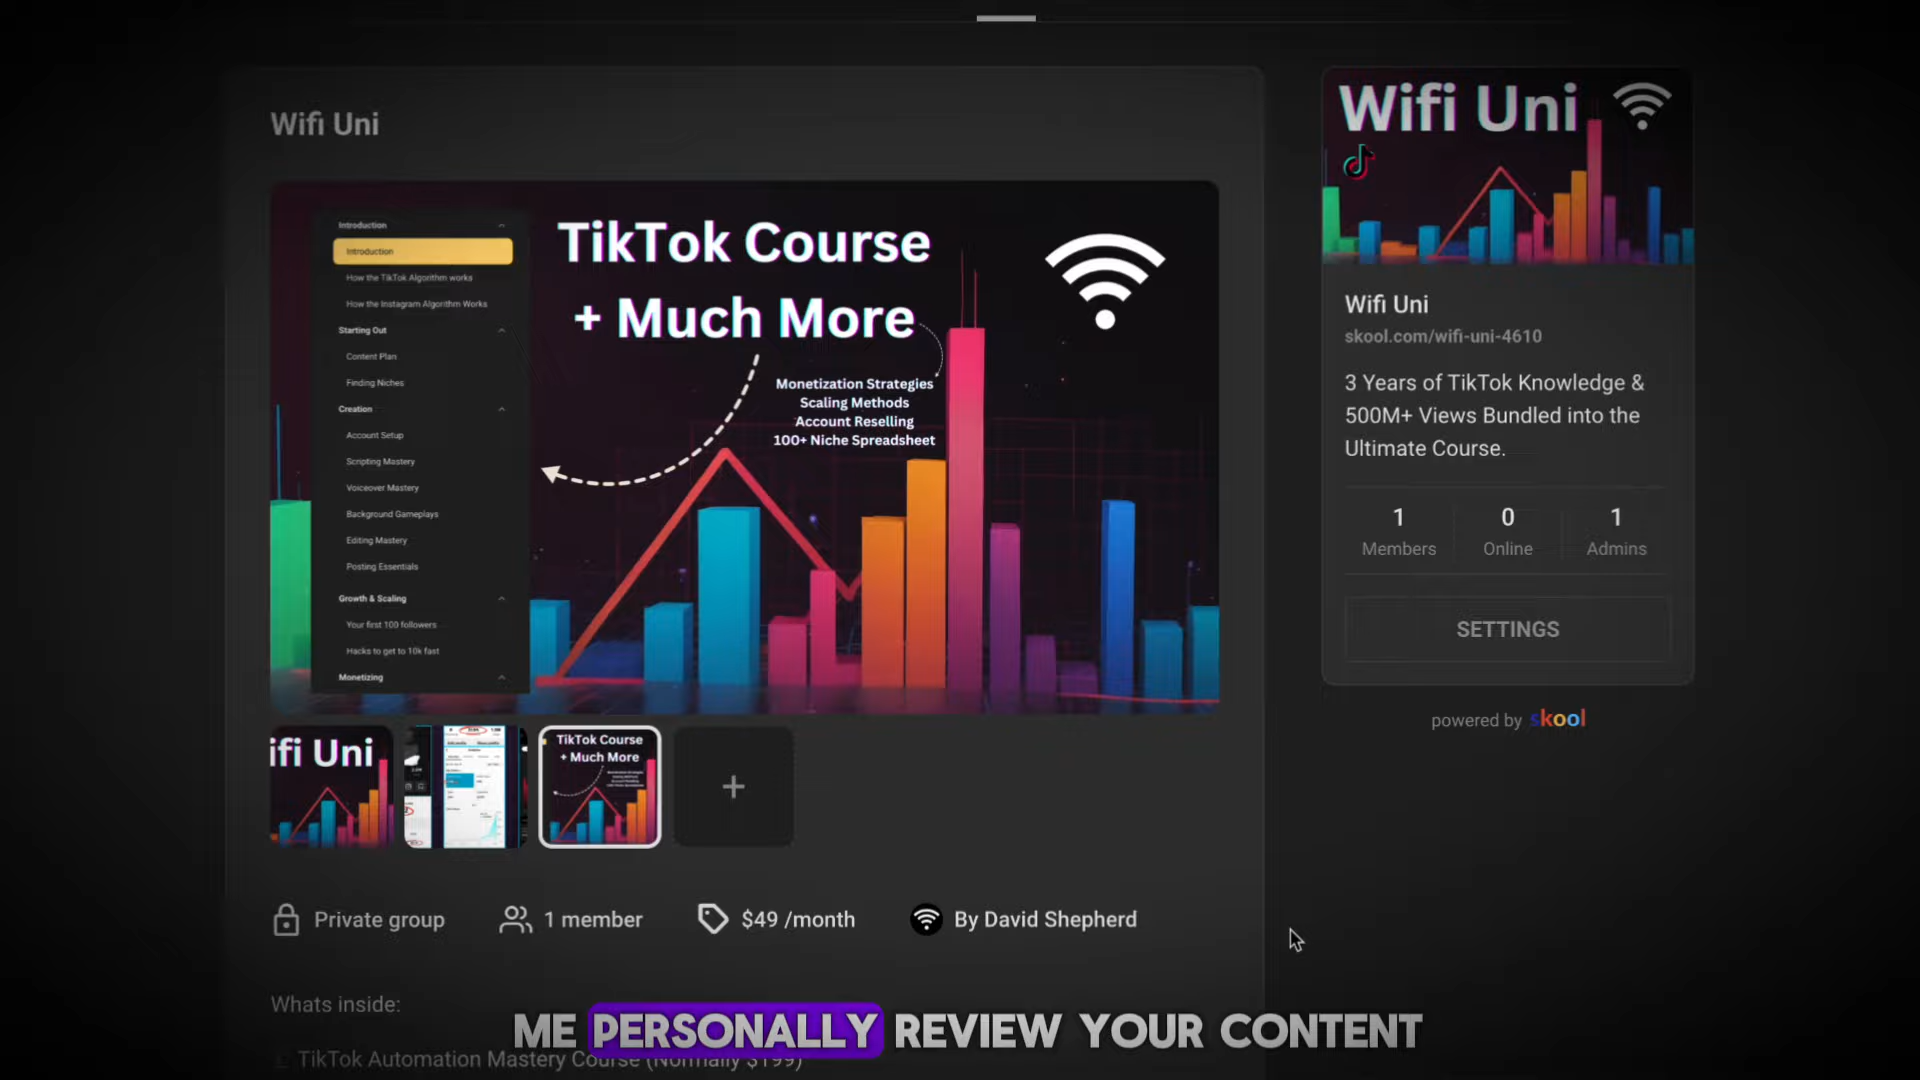 Wifi Uni
Introduction
Introduction
How the TikTok Algorithm works
How the Instagram Algorithm Works
Starting Out
Content Plan
Finding Niches
Creation
Account Setup
Scripting Mastery
Voiceover Mastery
Background Gameplays
Editing Mastery
Posting Essentials
Growth & Scaling
Your first 100 followers
Hacks to get to 10k fast
Monetizing
TikTok Course
+ Much More
Monetization Strategies
Scaling Methods
Account Reselling
100+ Niche Spreadsheet
ifi Uni
TikTok Course
+ Much More
+
Private group
1 member
$49 /month
By David Shepherd
Whats inside:
ME PERSONALLY REVIEW YOUR CONTENT
TikTok Automation Mastery Course (Normally $199)
Wifi Uni
Wifi Uni
skool.com/wifi-uni-4610
3 Years of TikTok Knowledge &
500M+ Views Bundled into the
Ultimate Course.
1 0 1
Members Online Admins
SETTINGS
powered by skool